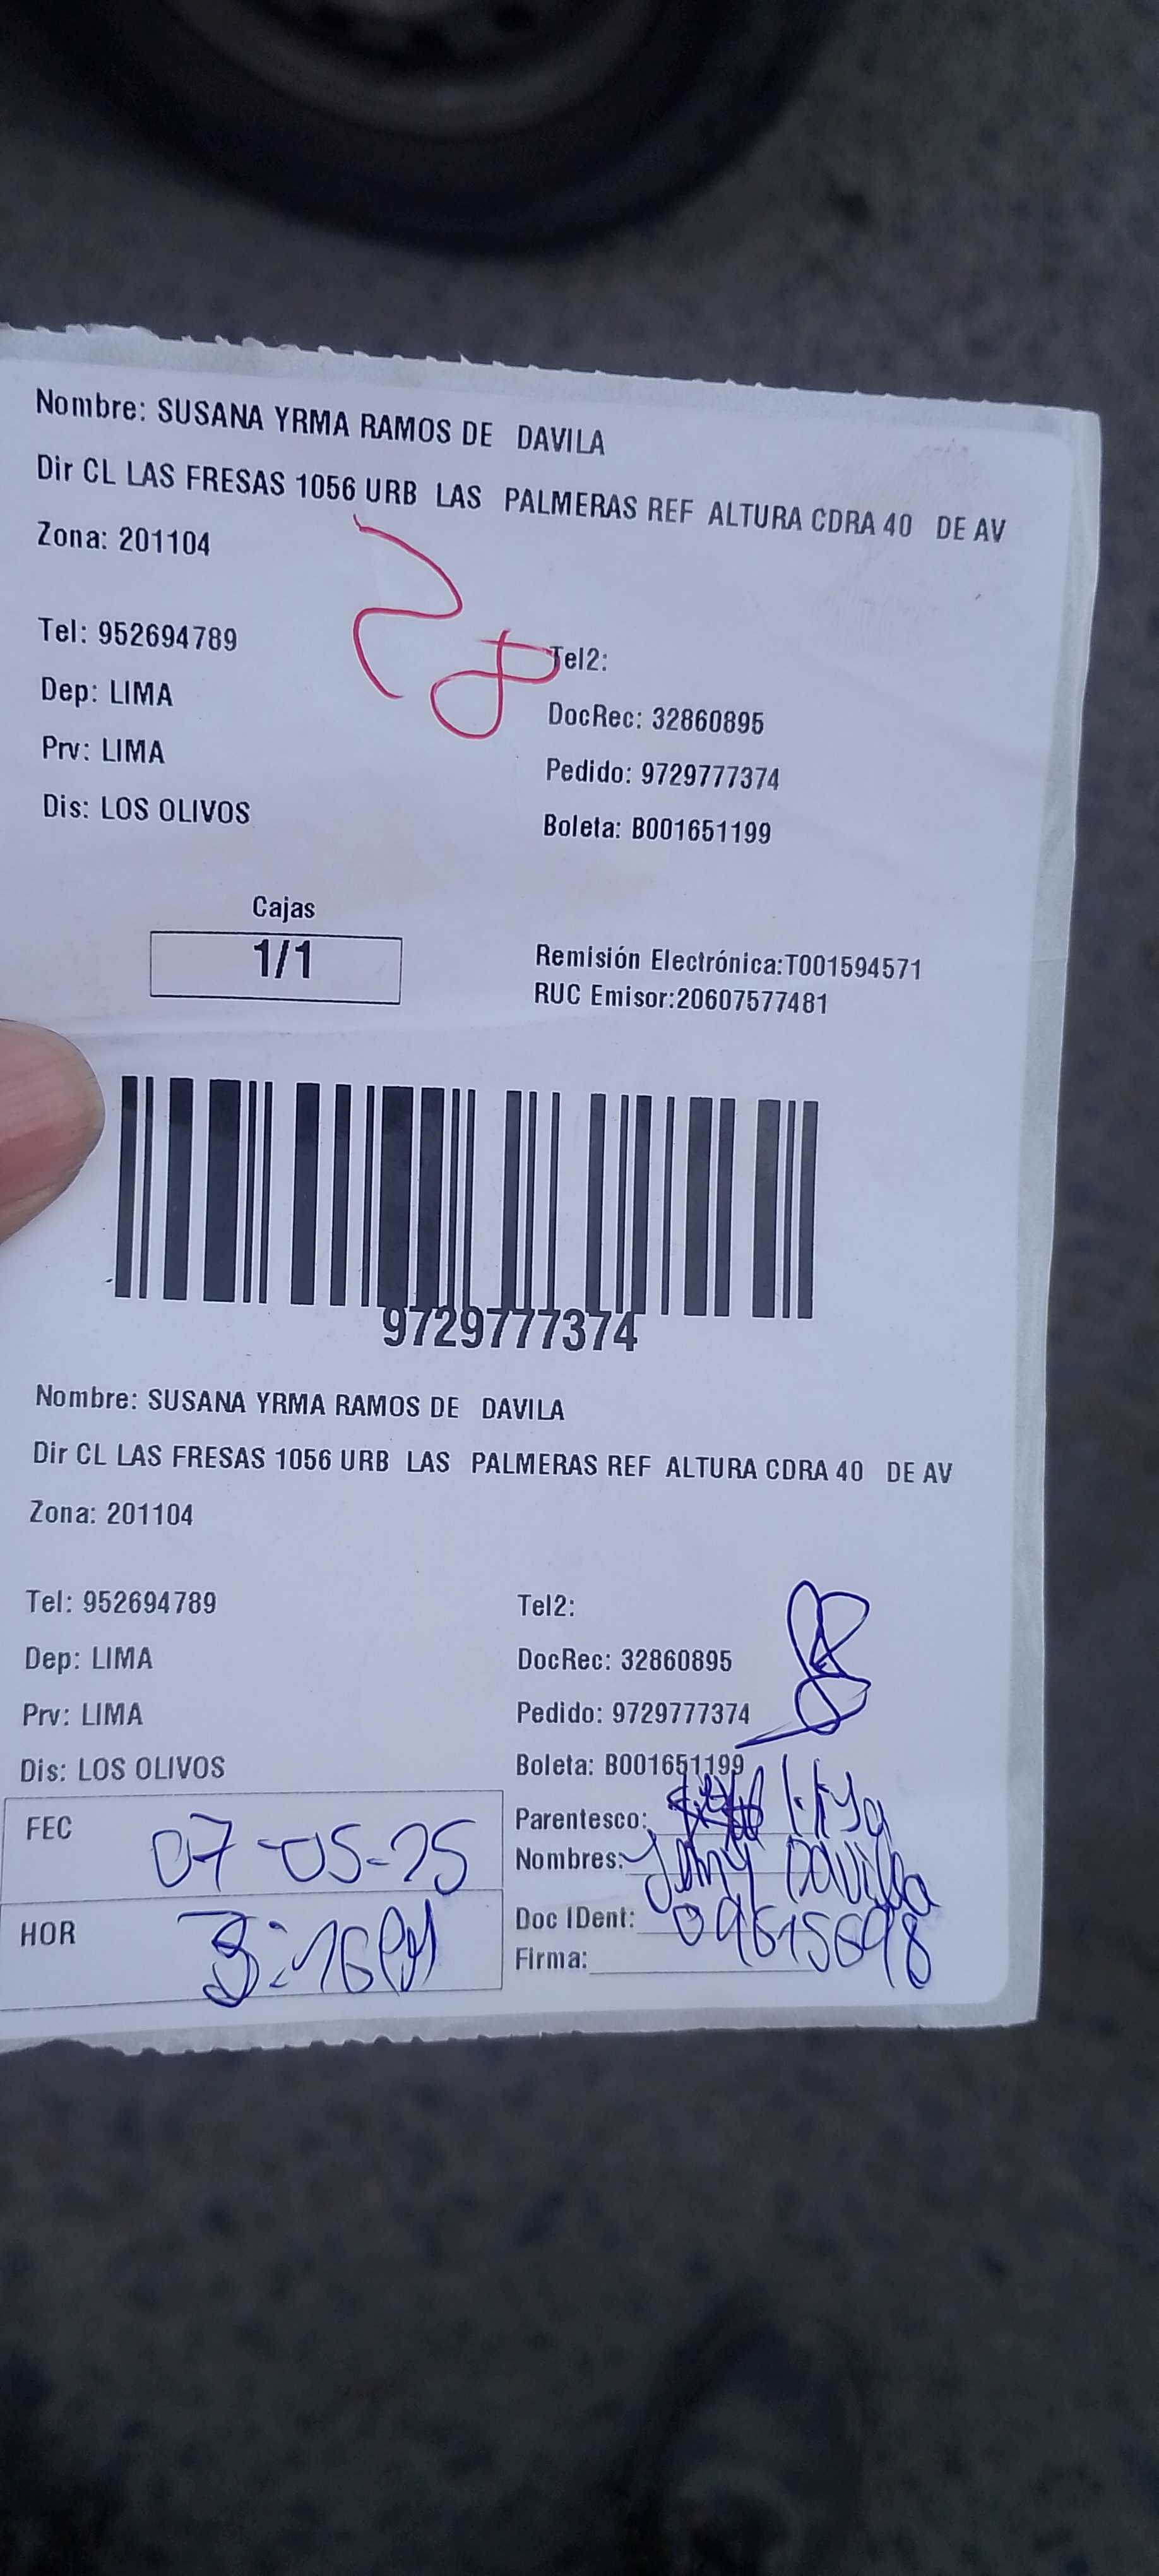 Nombre: SUSANA YRMA RAMOS DE DAVILA
Dir CL LAS FRESAS 1056 URB LAS PALMERAS REF ALTURA CDRA 40 DE AV
Zona: 201104
Tel: 952694789
Tel2:
Dep: LIMA
DocRec: 32860895
Prv: LIMA
Pedido: 9729777374
Dis: LOS OLIVOS
Boleta: B001651199
Cajas
1/1
Remisión Electrónica:T001594571
RUC Emisor:20607577481
9729777374
Nombre: SUSANA YRMA RAMOS DE DAVILA
Dir CL LAS FRESAS 1056 URB LAS PALMERAS REF ALTURA CDRA 40 DE AV
Zona: 201104
Tel: 952694789
Tel2:
Dep: LIMA
DocRec: 32860895
Prv: LIMA
Pedido: 9729777374
Dis: LOS OLIVOS
Boleta: B001651199
FEC 07-05-25
Parentesco: Hija
Nombres: Davila
HOR 3:16PM
Doc IDent: 09615698
Firma: